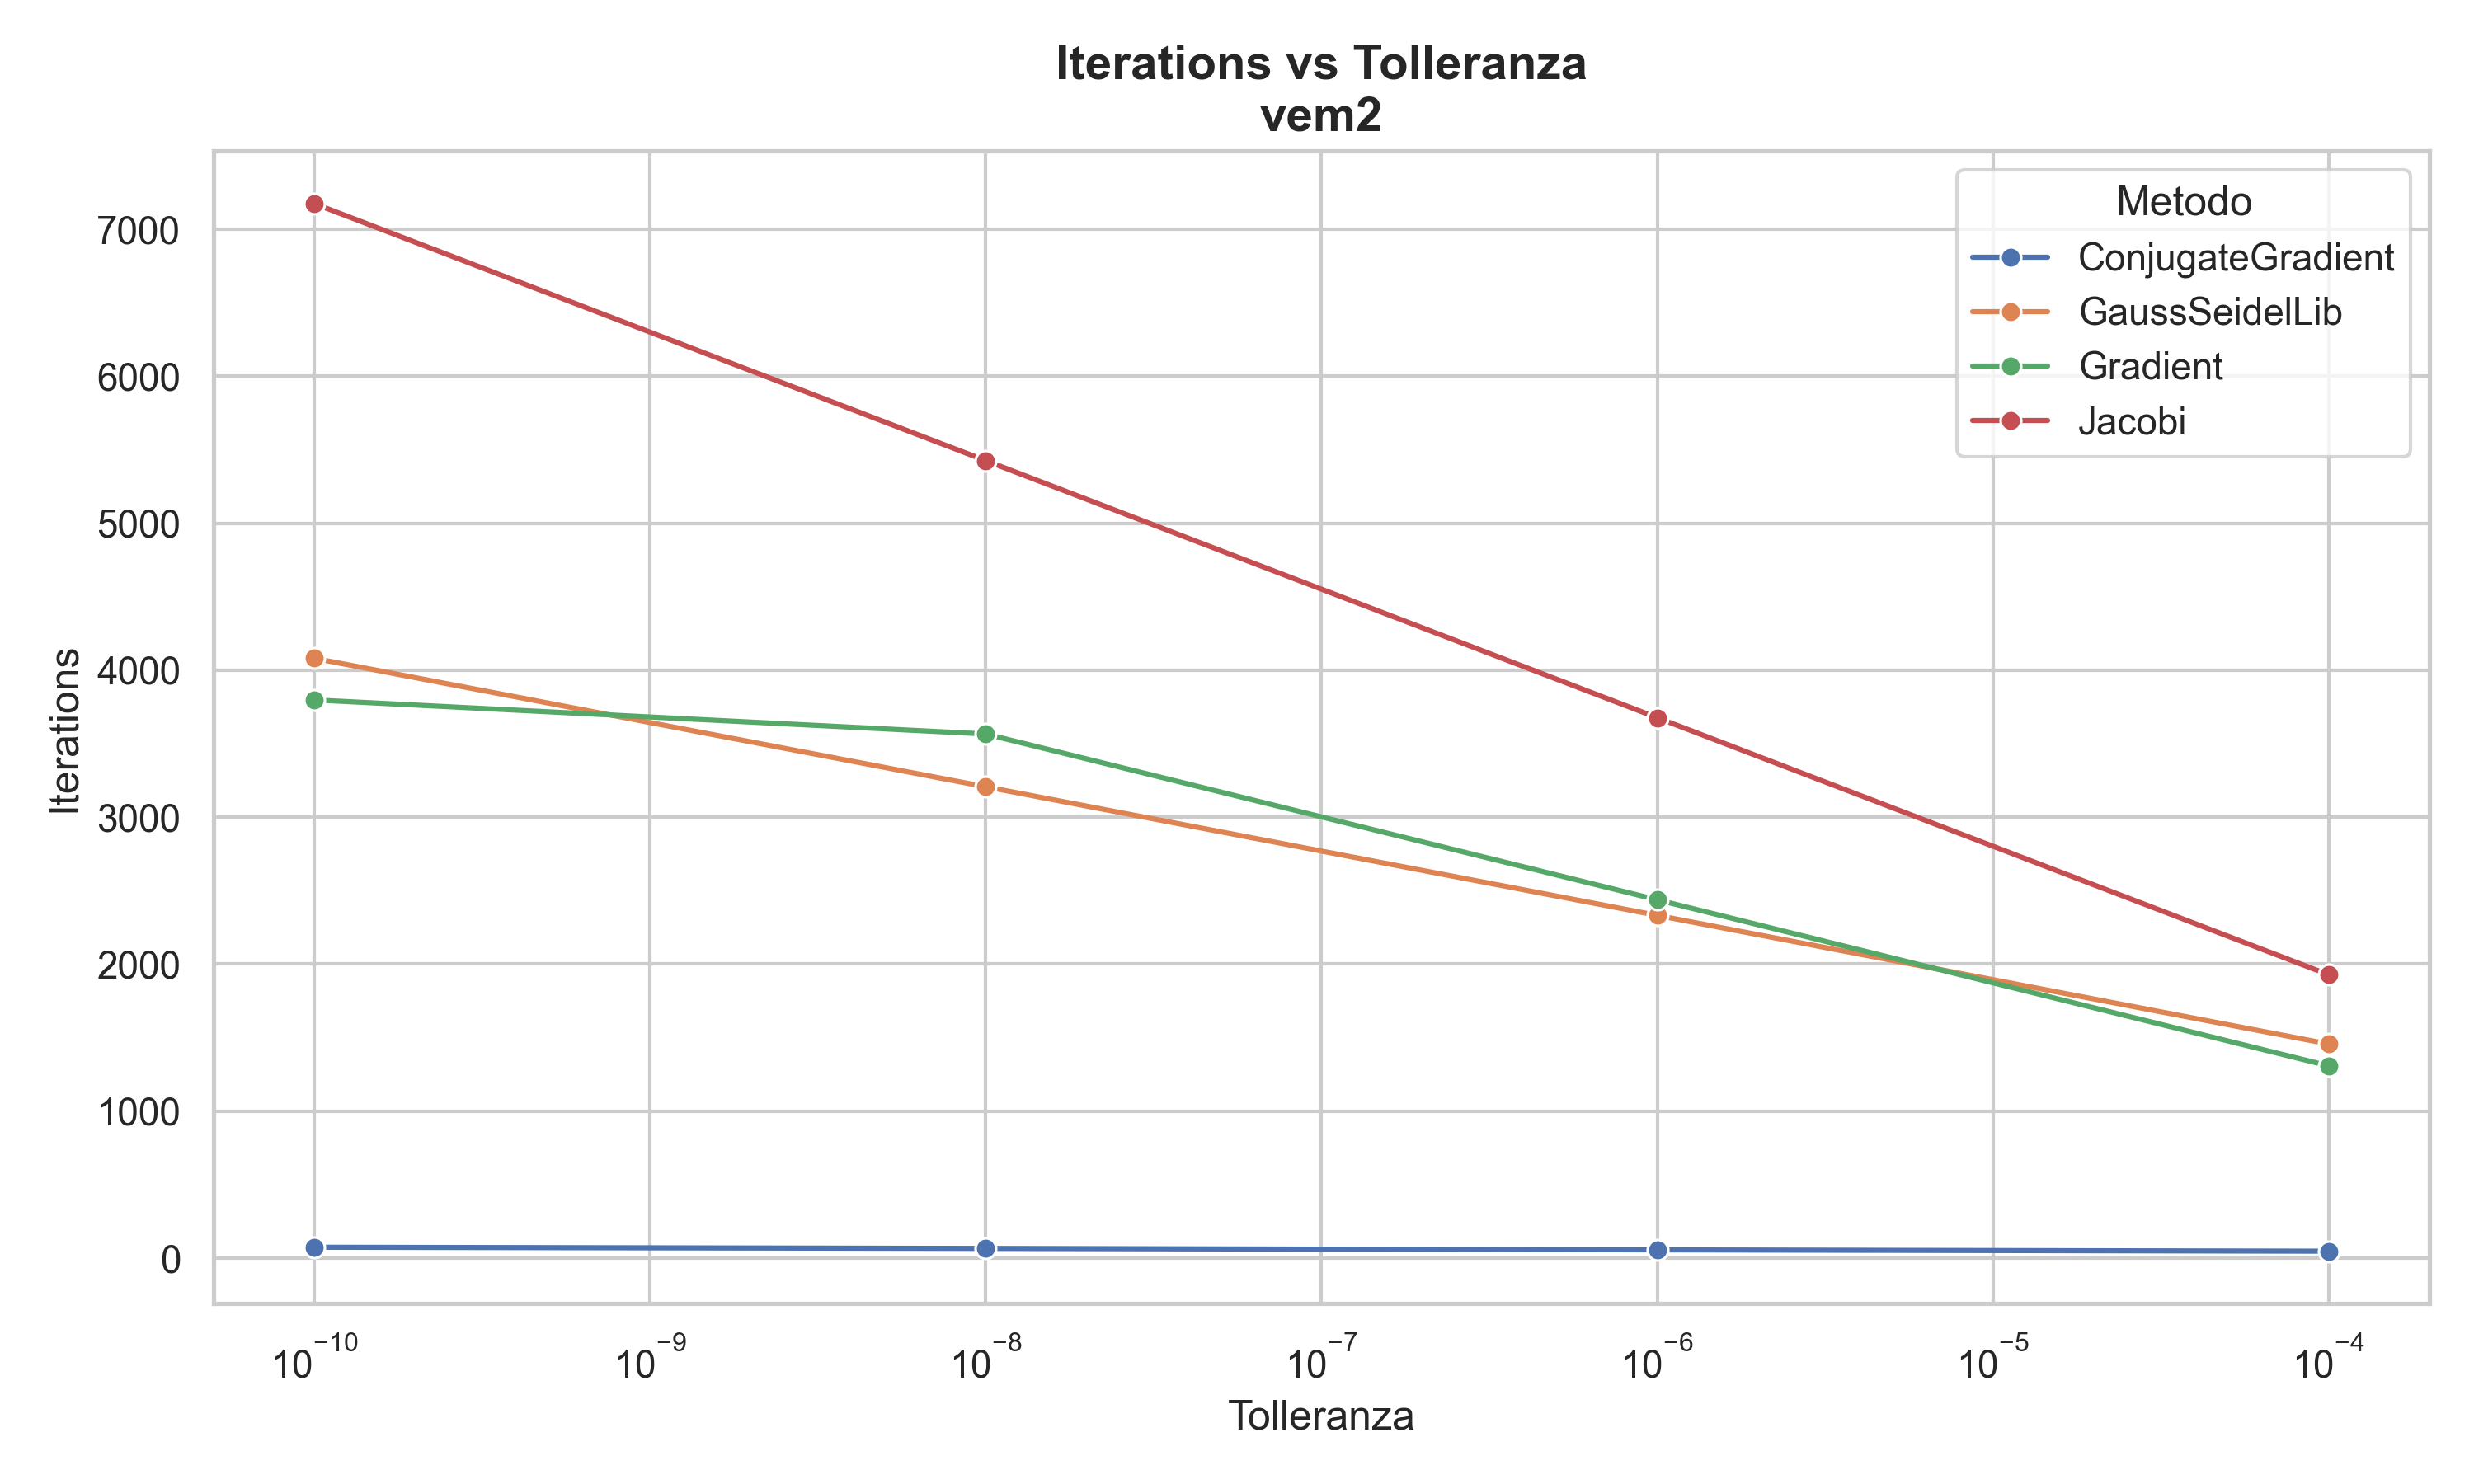 Iterations vs Tolleranza
vem2
Metodo
ConjugateGradient
GaussSeidelLib
Gradient
Jacobi
Iterations
7000
6000
5000
4000
3000
2000
1000
0
10⁻¹⁰ 10⁻⁹ 10⁻⁸ 10⁻⁷ 10⁻⁶ 10⁻⁵ 10⁻⁴
Tolleranza